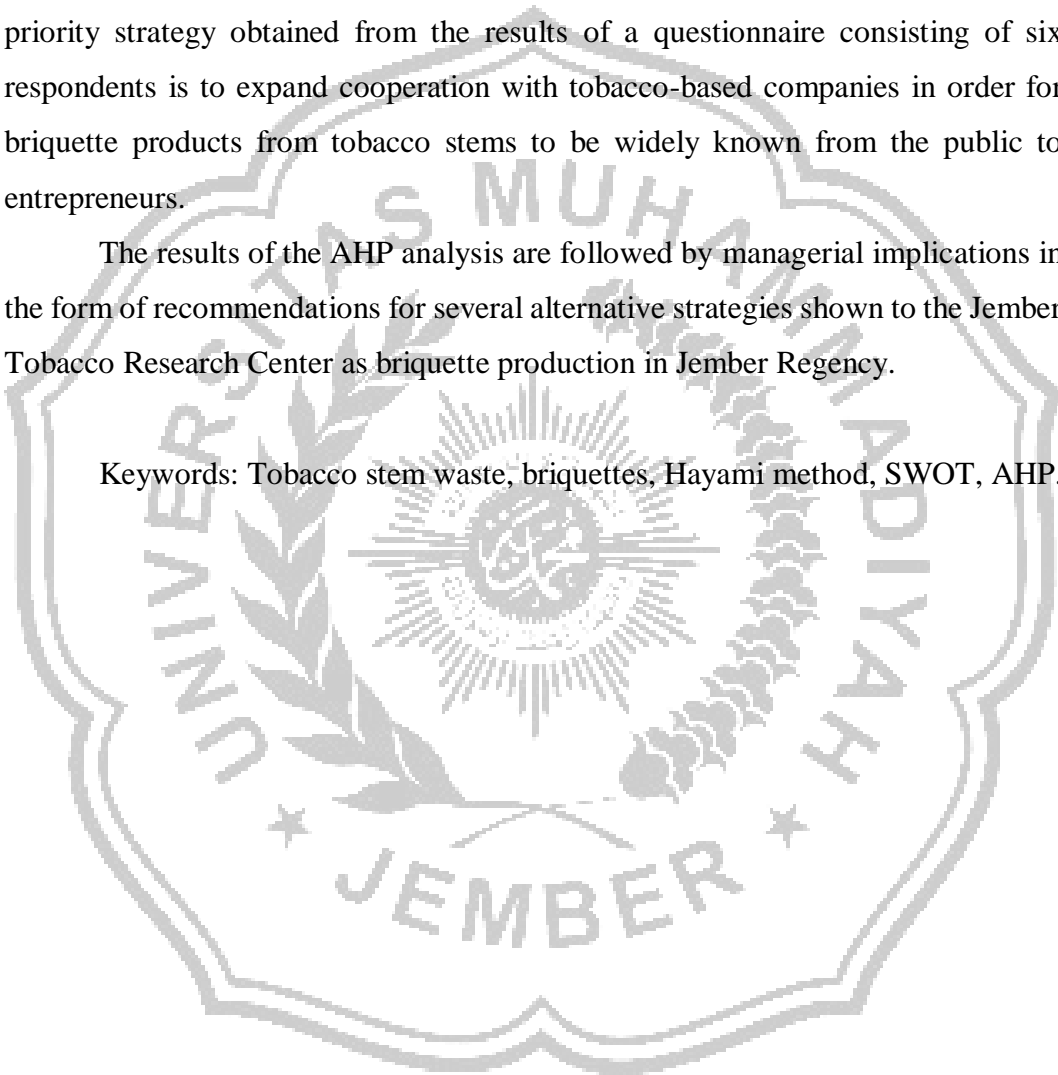 priority strategy obtained from the results of a questionnaire consisting of six
respondents is to expand cooperation with tobacco-based companies in order for
briquette products from tobacco stems to be widely known from the public to
entrepreneurs.
The results of the AHP analysis are followed by managerial implications in
the form of recommendations for several alternative strategies shown to the Jember
Tobacco Research Center as briquette production in Jember Regency.
Keywords: Tobacco stem waste, briquettes, Hayami method, SWOT, AHP.
UNIVERSITAS MUHAMMADIYAH
JEMBER